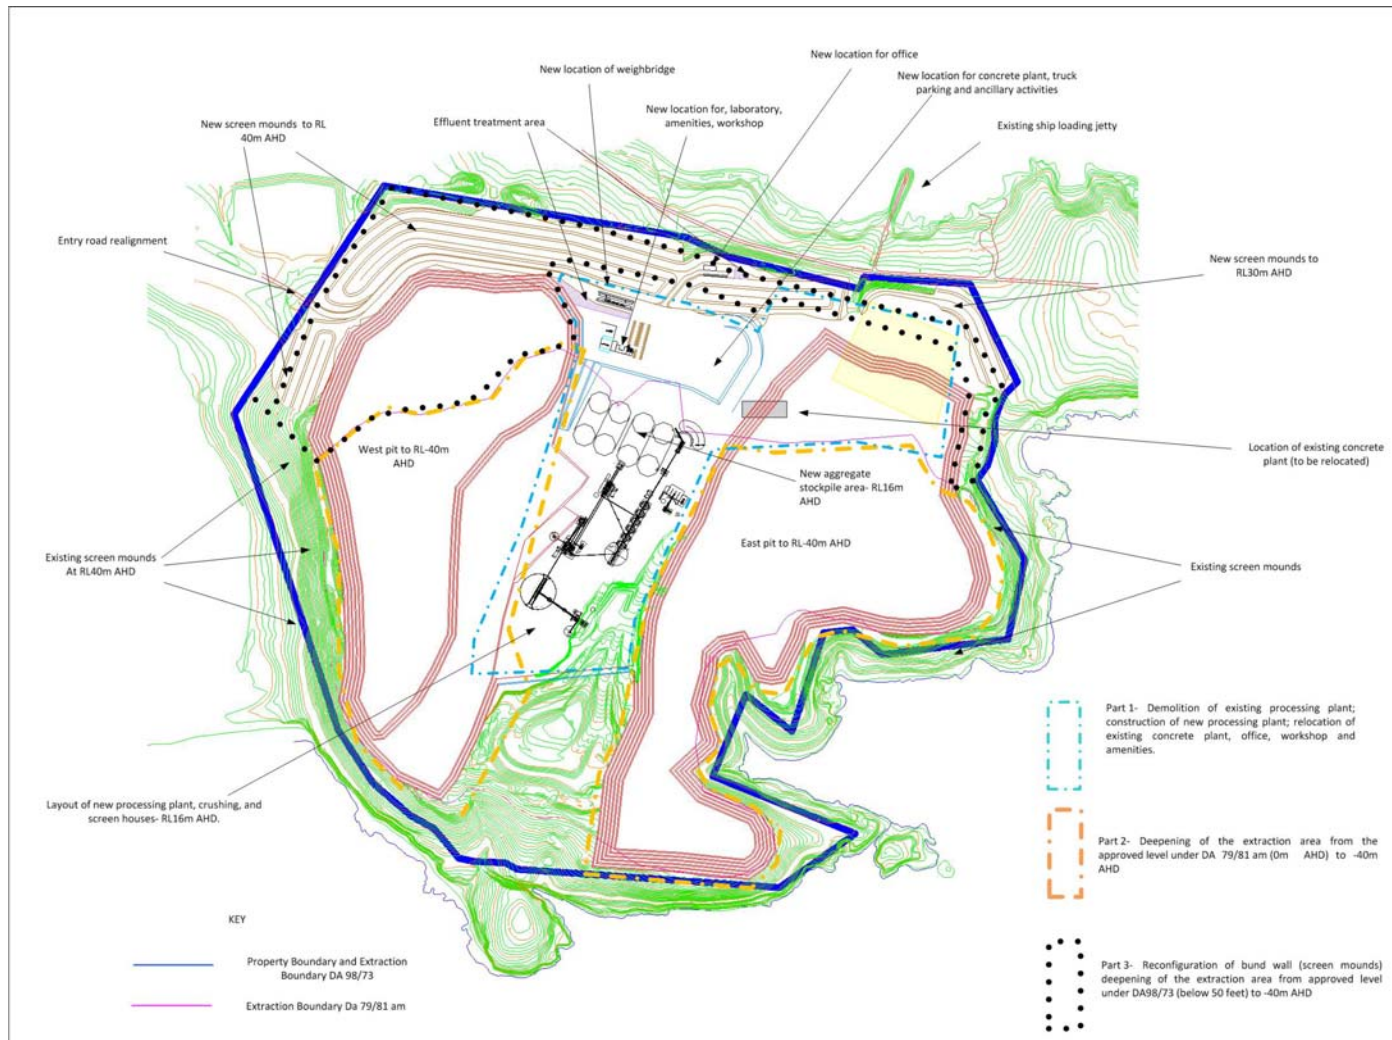 New location for office
New location of weighbridge
New location for concrete plant, truck
parking and ancillary activities
New location for, laboratory,
amenities, workshop
Effluent treatment area
New screen mounds to RL
40m AHD
Existing ship loading jetty
Entry road realignment
New screen mounds to
RL30m AHD
West pit to RL-40m
AHD
Location of existing concrete
plant (to be relocated)
New aggregate
stockpile area- RL16m
AHD
East pit to RL-40m AHD
Existing screen mounds
At RL40m AHD
Existing screen mounds
Layout of new processing plant, crushing, and
screen houses- RL16m AHD.
Part 1- Demolition of existing processing plant;
construction of new processing plant; relocation of
existing concrete plant, office, workshop and
amenities.
Part 2- Deepening of the extraction area from the
approved level under DA 79/81 am (0m AHD) to -40m
AHD
Part 3- Reconfiguration of bund wall (screen mounds)
deepening of the extraction area from approved level
under DA98/73 (below 50 feet) to -40m AHD
KEY
Property Boundary and Extraction
Boundary DA 98/73
Extraction Boundary Da 79/81 am